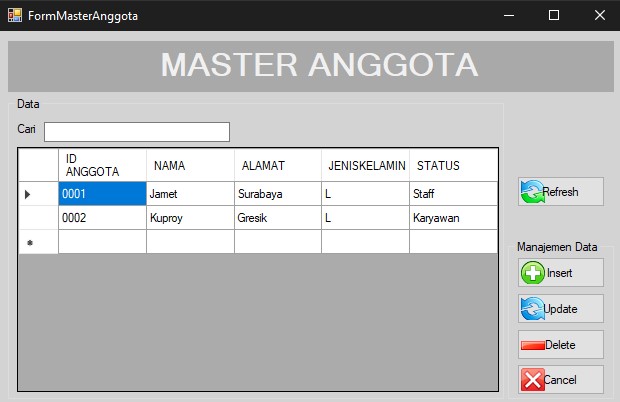 FormMasterAnggota
MASTER ANGGOTA
Data
Cari
ID ANGGOTA NAMA ALAMAT JENISKELAMIN STATUS
0001 Jamet Surabaya L Staff
0002 Kuproy Gresik L Karyawan
Refresh
Manajemen Data
Insert
Update
Delete
Cancel